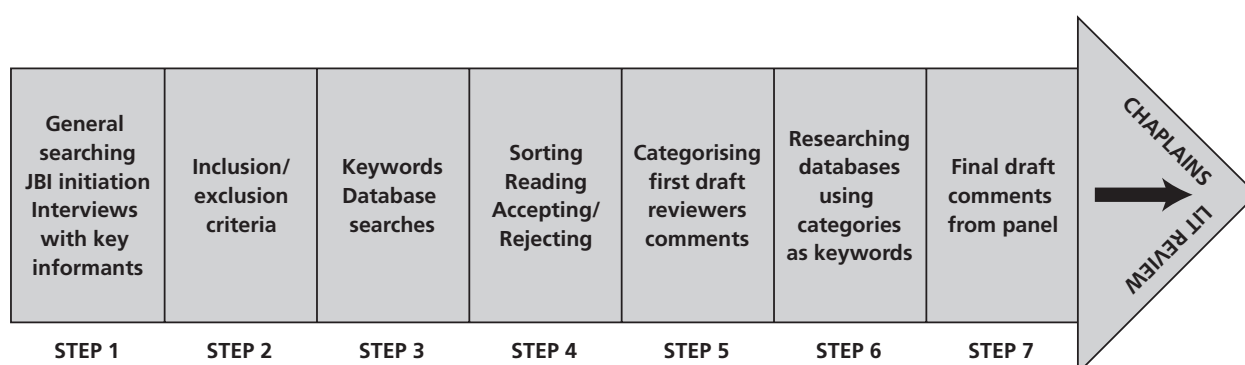 General
searching
JBI initiation
Interviews
with key
informants
Inclusion/
exclusion
criteria
Keywords
Database
searches
Sorting
Reading
Accepting/
Rejecting
Categorising
first draft
reviewers
comments
Researching
databases
using
categories
as keywords
Final draft
comments
from panel
CHAPLAINS
LIT REVIEW
STEP 1
STEP 2
STEP 3
STEP 4
STEP 5
STEP 6
STEP 7